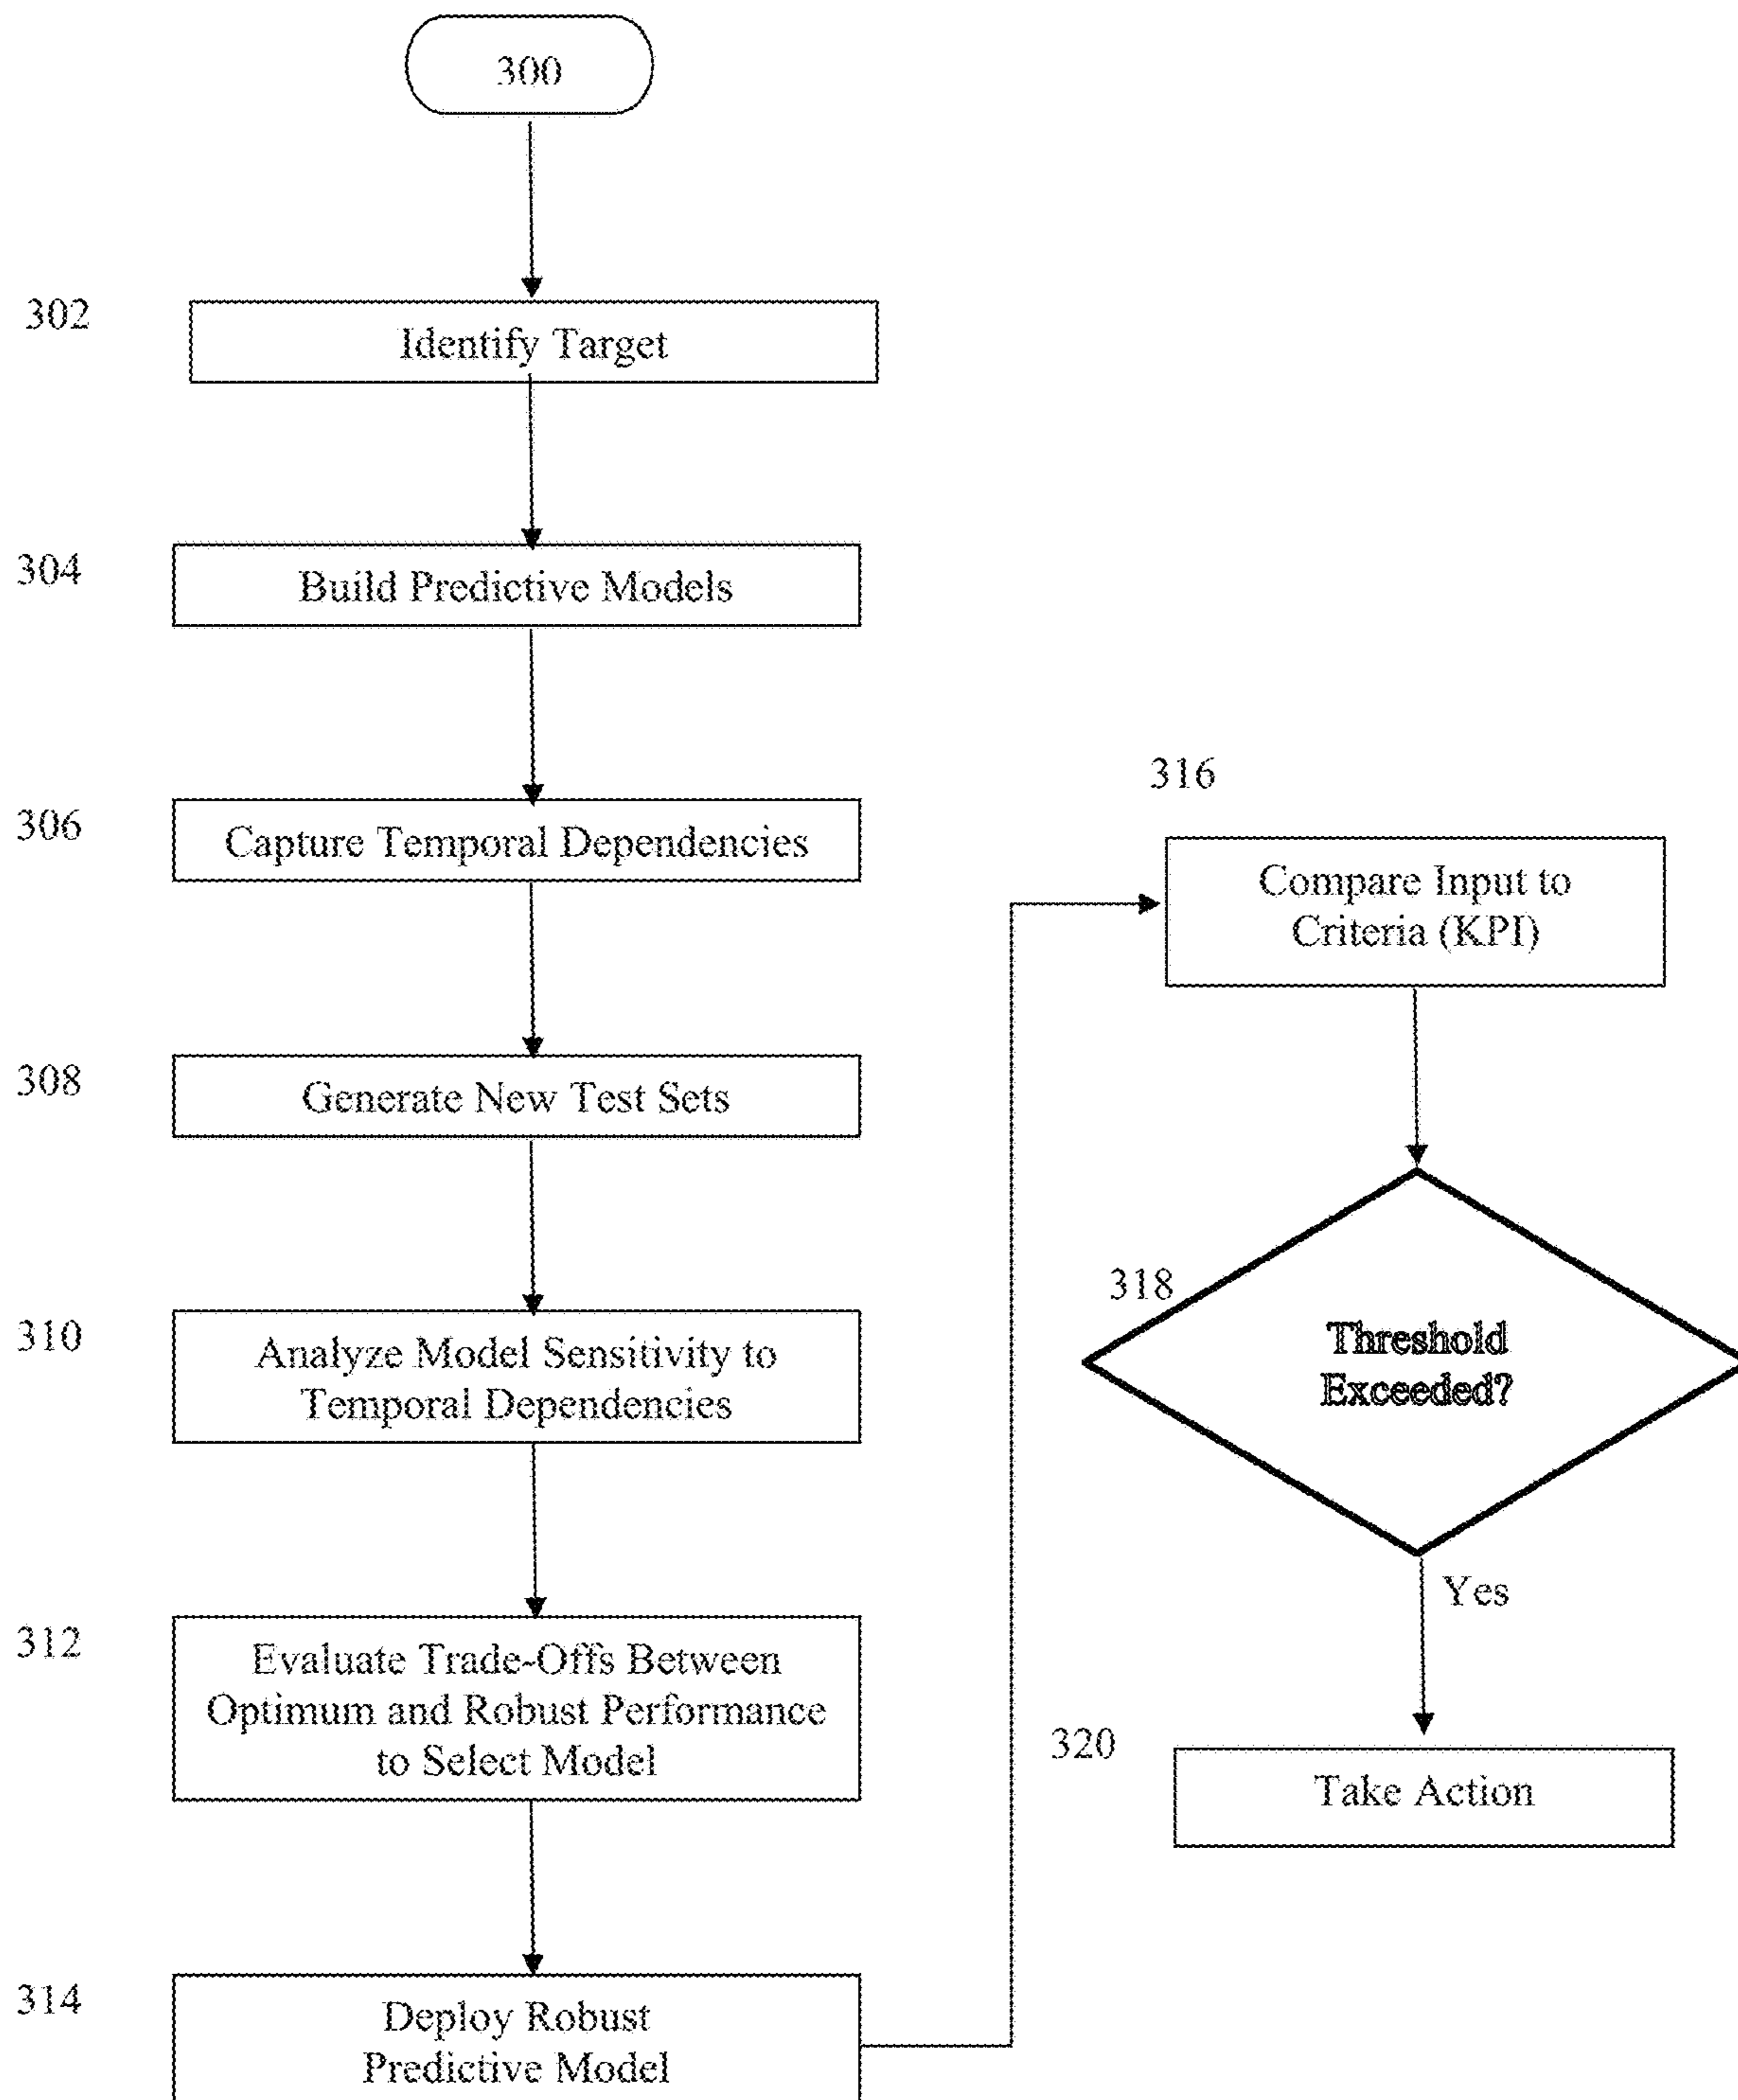 300
302
Identify Target
304
Build Predictive Models
306
Capture Temporal Dependencies
308
Generate New Test Sets
310
Analyze Model Sensitivity to
Temporal Dependencies
312
Evaluate Trade-Offs Between
Optimum and Robust Performance
to Select Model
314
Deploy Robust
Predictive Model
316
Compare Input to
Criteria (KPI)
318
Threshold
Exceeded?
Yes
320
Take Action